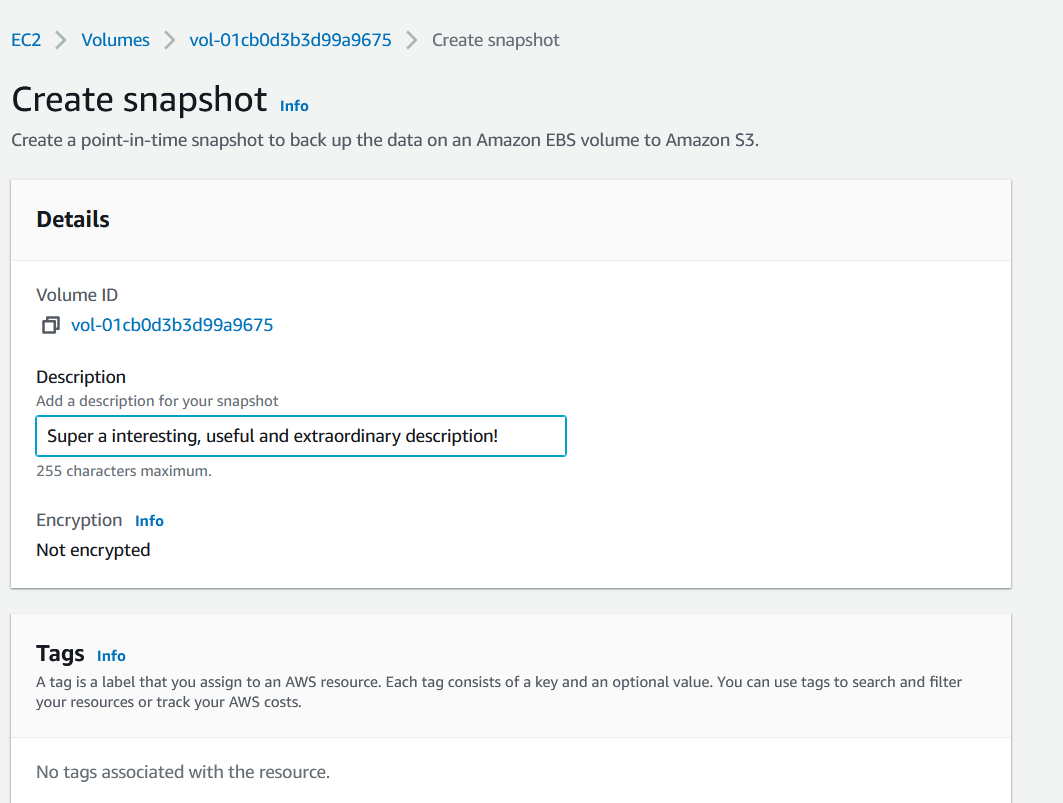 EC2 > Volumes > vol-01cb0d3b3d99a9675 > Create snapshot
Create snapshot Info
Create a point-in-time snapshot to back up the data on an Amazon EBS volume to Amazon S3.
Details
Volume ID
vol-01cb0d3b3d99a9675
Description
Add a description for your snapshot
Super a interesting, useful and extraordinary description!
255 characters maximum.
Encryption Info
Not encrypted
Tags Info
A tag is a label that you assign to an AWS resource. Each tag consists of a key and an optional value. You can use tags to search and filter
your resources or track your AWS costs.
No tags associated with the resource.